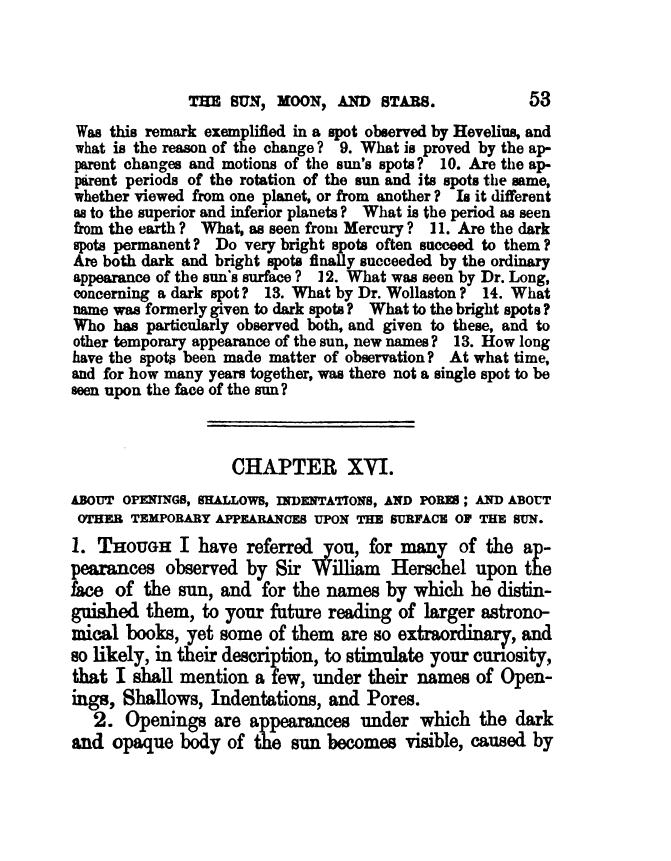 THE SUN, MOON, AND STARS. 53
Was this remark exemplified in a spot observed by Hevelius, and
what is the reason of the change? 9. What is proved by the ap-
parent changes and motions of the sun's spots? 10. Are the ap-
parent periods of the rotation of the sun and its spots the same,
whether viewed from one planet, or from another? Is it different
as to the superior and inferior planets? What is the period as seen
from the earth? What, as seen from Mercury? 11. Are the dark
spots permanent? Do very bright spots often succeed to them?
Are both dark and bright spots finally succeeded by the ordinary
appearance of the sun's surface? 12. What was seen by Dr. Long,
concerning a dark spot? 13. What by Dr. Wollaston? 14. What
name was formerly given to dark spots? What to the bright spots?
Who has particularly observed both, and given to these, and to
other temporary appearance of the sun, new names? 13. How long
have the spots been made matter of observation? At what time,
and for how many years together, was there not a single spot to be
seen upon the face of the sun?
CHAPTER XVI.
ABOUT OPENINGS, SHALLOWS, INDENTATIONS, AND PORES; AND ABOUT
OTHER TEMPORARY APPEARANCES UPON THE SURFACE OF THE SUN.
1. THOUGH I have referred you, for many of the ap-
pearances observed by Sir William Herschel upon the
face of the sun, and for the names by which he distin-
guished them, to your future reading of larger astrono-
mical books, yet some of them are so extraordinary, and
so likely, in their description, to stimulate your curiosity,
that I shall mention a few, under their names of Open-
ings, Shallows, Indentations, and Pores.
2. Openings are appearances under which the dark
and opaque body of the sun becomes visible, caused by